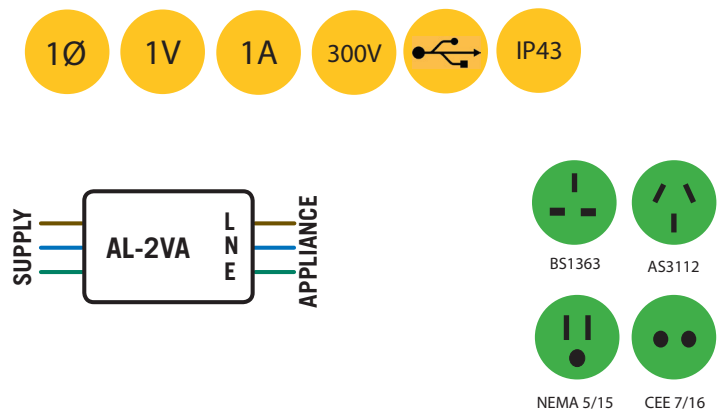 1Ø 1V 1A 300V IP43
SUPPLY
AL-2VA
L
N
E
APPLIANCE
BS1363 AS3112
NEMA 5/15 CEE 7/16